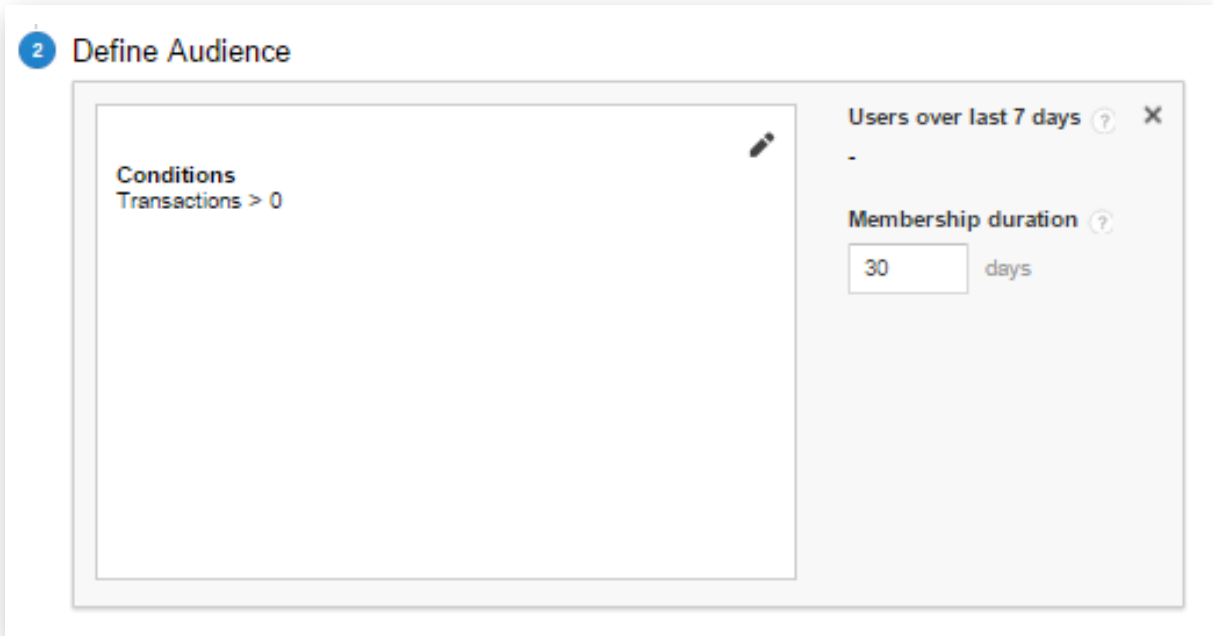 2 Define Audience
Conditions
Transactions > 0
Users over last 7 days ?
-
Membership duration ?
30 days